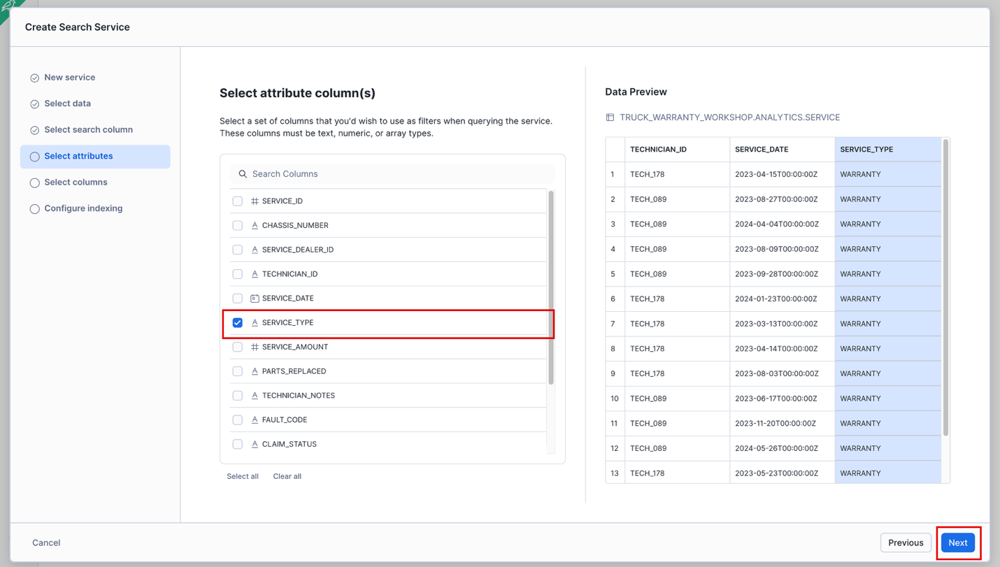 Create Search Service
New service
Select data
Select search column
Select attributes
Select columns
Configure indexing
Select attribute column(s)
Select a set of columns that you'd wish to use as filters when querying the service.
These columns must be text, numeric, or array types.
Search Columns
SERVICE_ID
CHASSIS_NUMBER
SERVICE_DEALER_ID
TECHNICIAN_ID
SERVICE_DATE
SERVICE_TYPE
SERVICE_AMOUNT
PARTS_REPLACED
TECHNICIAN_NOTES
FAULT_CODE
CLAIM_STATUS
Select all Clear all
Data Preview
TRUCK_WARRANTY_WORKSHOP.ANALYTICS.SERVICE
TECHNICIAN_ID SERVICE_DATE SERVICE_TYPE
1 TECH_178 2023-04-15T00:00:00Z WARRANTY
2 TECH_089 2023-08-27T00:00:00Z WARRANTY
3 TECH_089 2024-04-04T00:00:00Z WARRANTY
4 TECH_089 2023-08-09T00:00:00Z WARRANTY
5 TECH_089 2023-09-28T00:00:00Z WARRANTY
6 TECH_178 2024-01-23T00:00:00Z WARRANTY
7 TECH_178 2023-03-13T00:00:00Z WARRANTY
8 TECH_178 2023-04-14T00:00:00Z WARRANTY
9 TECH_178 2023-08-03T00:00:00Z WARRANTY
10 TECH_089 2023-06-17T00:00:00Z WARRANTY
11 TECH_089 2023-11-20T00:00:00Z WARRANTY
12 TECH_089 2024-05-26T00:00:00Z WARRANTY
13 TECH_178 2023-05-23T00:00:00Z WARRANTY
Cancel
Previous Next